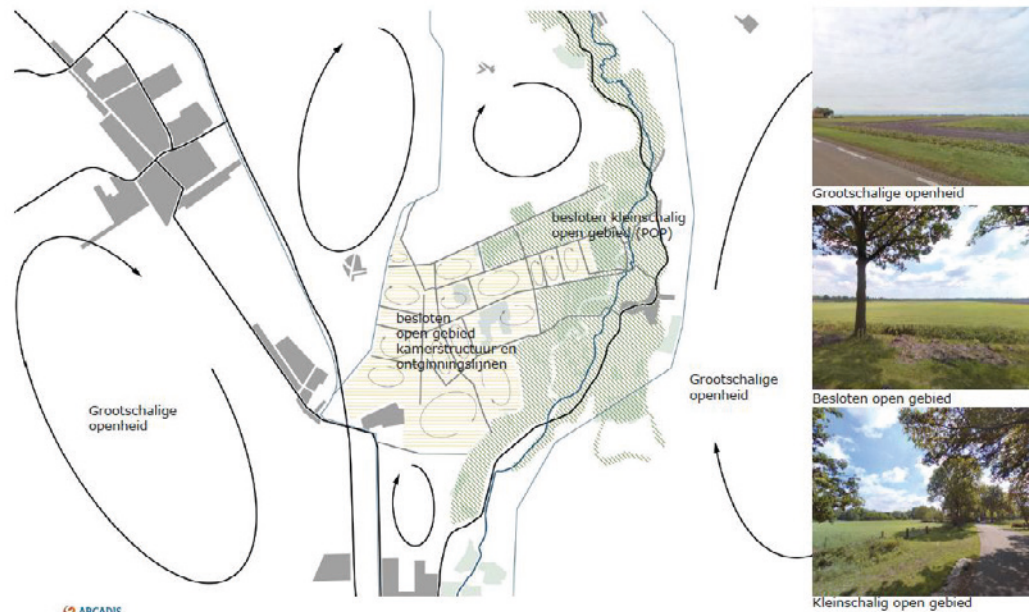 besloten kleinschalig
open gebied (POP)
besloten
open gebied
kamerstructuur en
ontginningslijnen
Grootschalige
openheid
Grootschalige
openheid
Grootschalige openheid
Besloten open gebied
Kleinschalig open gebied
ARCADIS